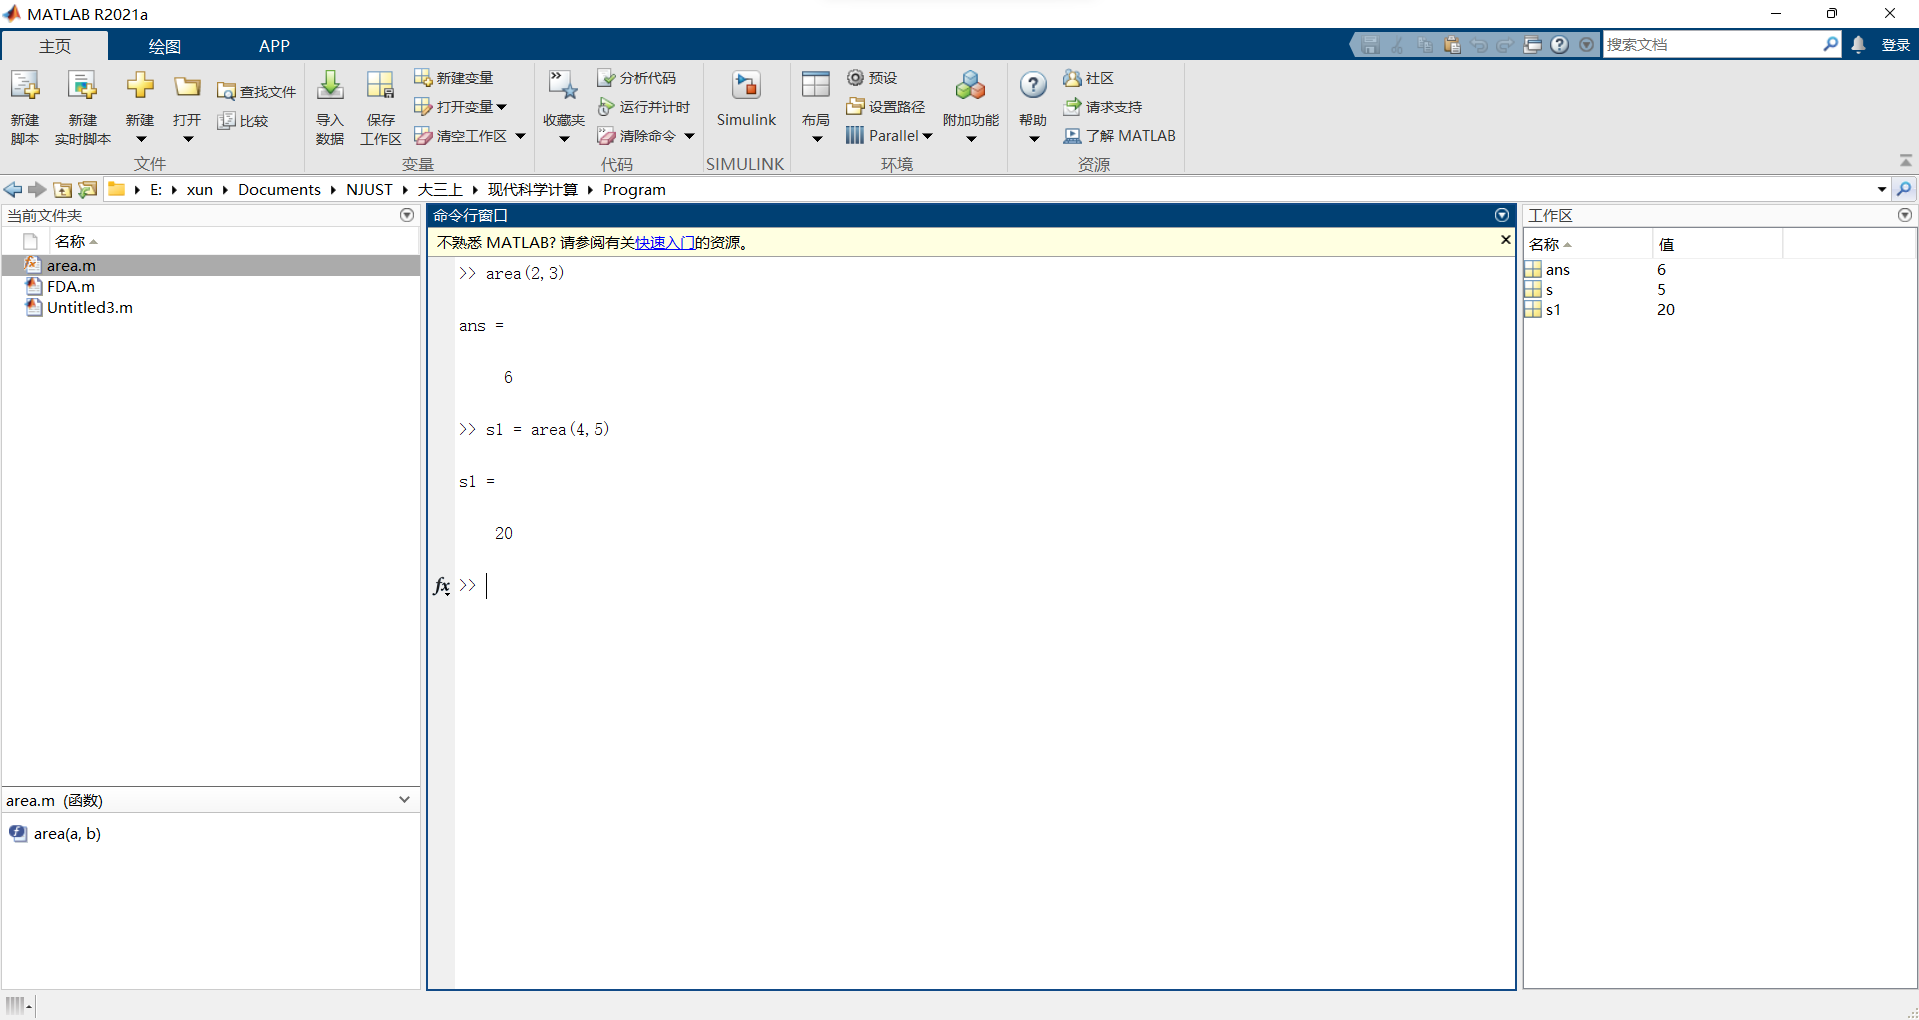 MATLAB R2021a
主页 绘图 APP 搜索文档 登录
新建 脚本
新建 实时脚本
新建
打开
查找文件
比较
文件
导入 数据
保存 工作区
新建变量
打开变量
清空工作区
变量
收藏夹
分析代码
运行并计时
清除命令
代码
Simulink
SIMULINK
布局
预设
设置路径
Parallel
附加功能
环境
帮助
社区
请求支持
了解 MATLAB
资源
E: xun Documents NJUST 大三上 现代科学计算 Program
当前文件夹
名称
area.m
FDA.m
Untitled3.m
area.m (函数)
area(a, b)
命令行窗口
不熟悉 MATLAB? 请参阅有关快速入门的资源。
>> area(2,3)
ans =
6
>> s1 = area(4,5)
s1 =
20
fx >>
工作区
名称 值
ans 6
s 5
s1 20